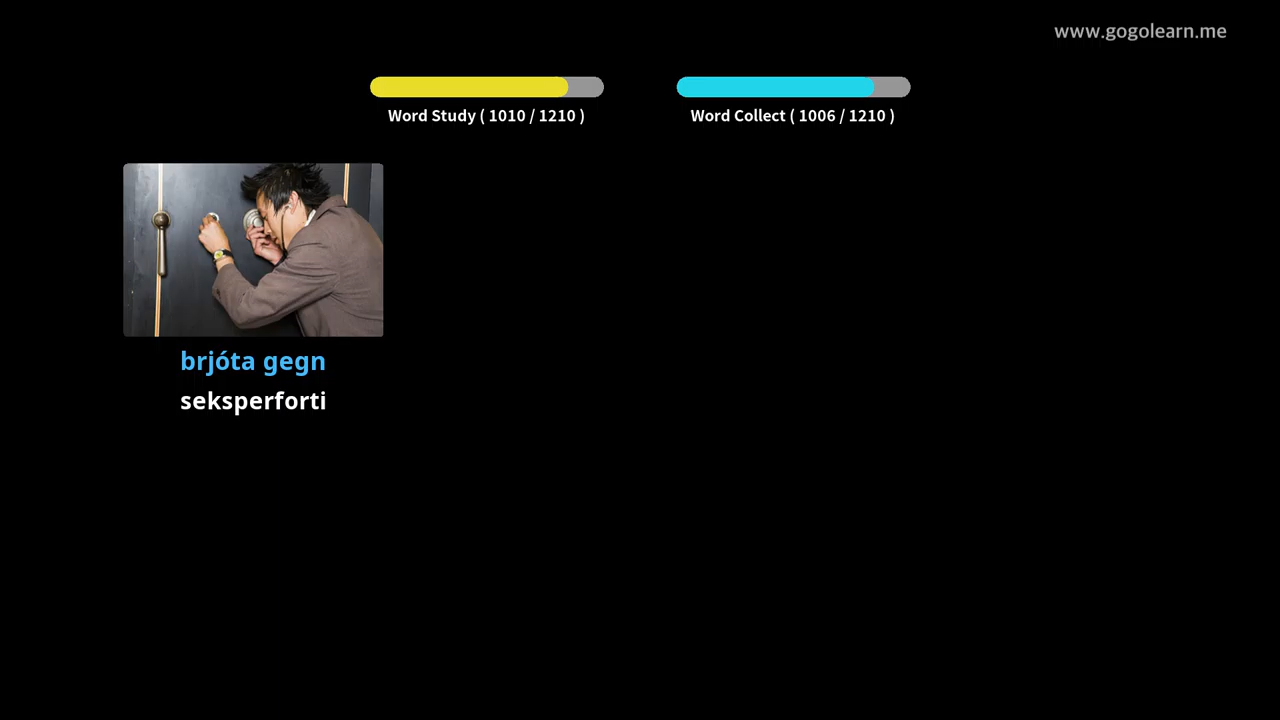 www.gogolearn.me
Word Study ( 1010 / 1210 )
Word Collect ( 1006 / 1210 )
brjóta gegn
seksperforti